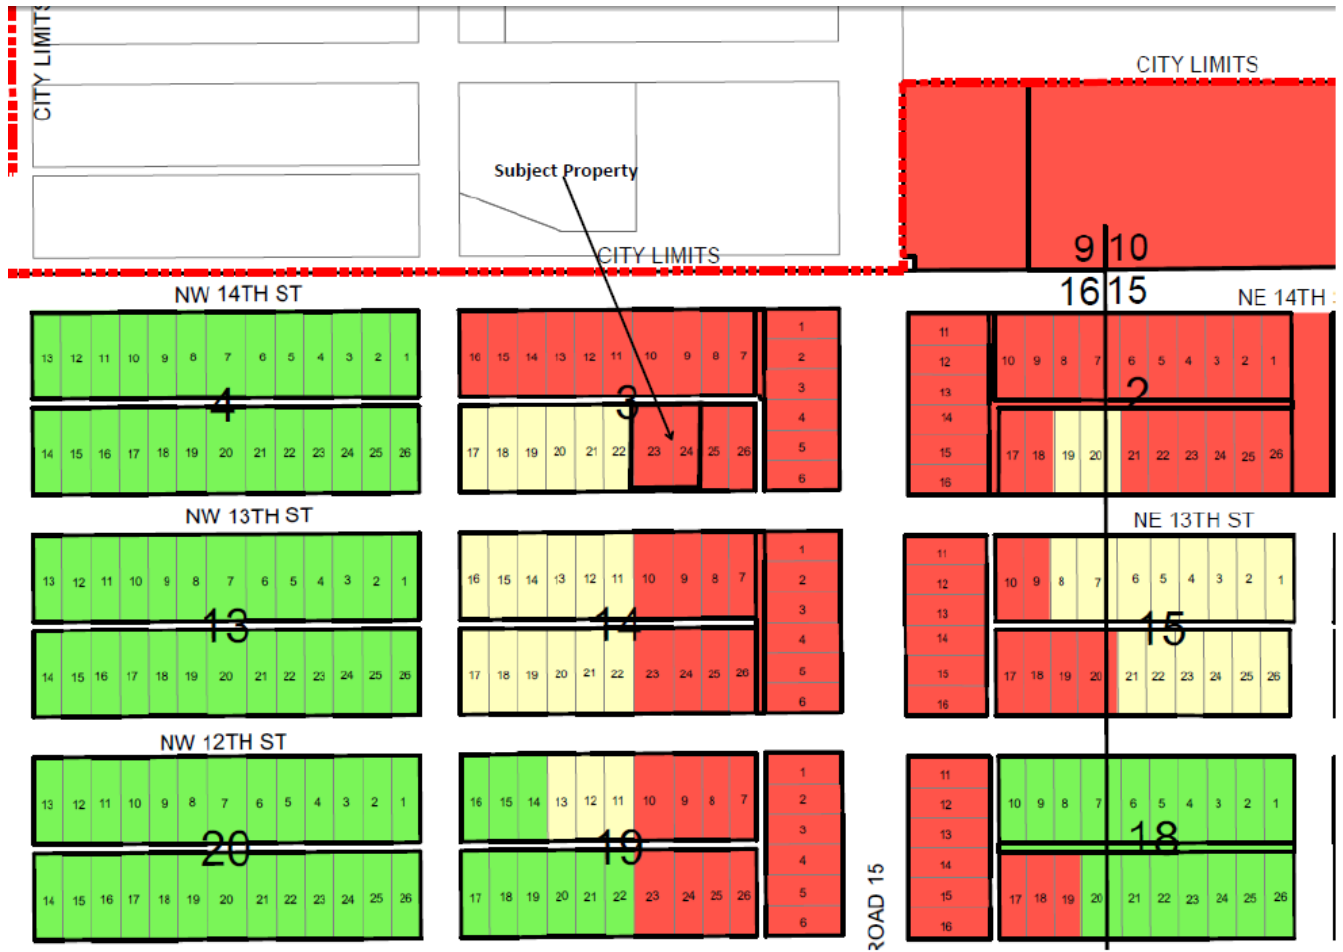 CITY LIMITS
CITY LIMITS
Subject Property
CITY LIMITS
9 10
16 15
NW 14TH ST
NE 14TH
13 12 11 10 9 8 7 6 5 4 3 2 1
4
14 15 16 17 18 19 20 21 22 23 24 25 26
16 15 14 13 12 11 10 9 8 7
3
17 18 19 20 21 22 23 24 25 26
1
2
3
4
5
6
11
12
13
14
15
16
10 9 8 7 6 5 4 3 2 1
2
17 18 19 20 21 22 23 24 25 26
NW 13TH ST
NE 13TH ST
13 12 11 10 9 8 7 6 5 4 3 2 1
13
14 15 16 17 18 19 20 21 22 23 24 25 26
16 15 14 13 12 11 10 9 8 7
14
17 18 19 20 21 22 23 24 25 26
1
2
3
4
5
6
11
12
13
14
15
16
10 9 8 7 6 5 4 3 2 1
15
17 18 19 20 21 22 23 24 25 26
NW 12TH ST
13 12 11 10 9 8 7 6 5 4 3 2 1
20
14 15 16 17 18 19 20 21 22 23 24 25 26
16 15 14 13 12 11 10 9 8 7
19
17 18 19 20 21 22 23 24 25 26
1
2
3
4
5
6
ROAD 15
11
12
13
14
15
16
10 9 8 7 6 5 4 3 2 1
18
17 18 19 20 21 22 23 24 25 26